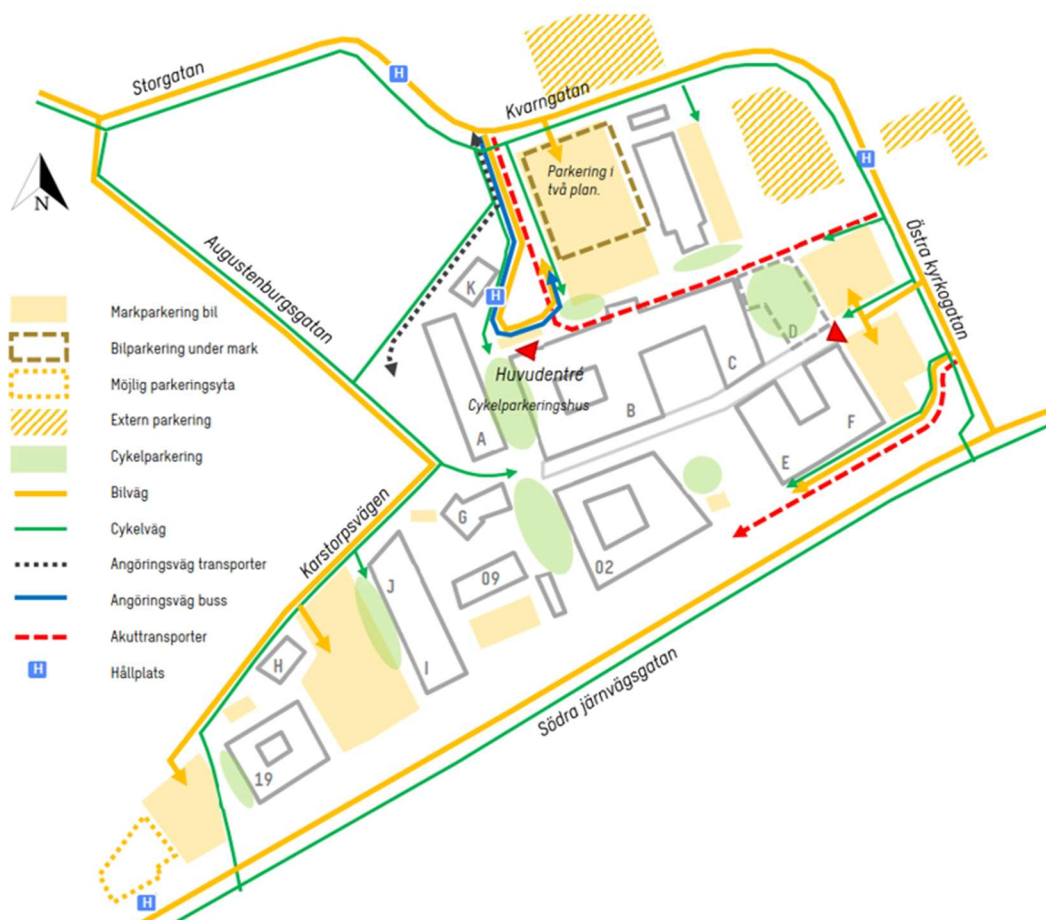 Storgatan
H
Kvarngatan
Parkering i
två plan.
H
N
Östra kyrkogatan
Augustenburgsgatan
K
H
D
Markparkering bil
Bilparkering under mark
Möjlig parkeringsyta
Extern parkering
Cykelparkering
Bilväg
Cykelväg
Angöringsväg transporter
Angöringsväg buss
Akuttransporter
H
Hållplats
Huvudentré
Cykelparkeringshus
A
B
C
F
E
Karstorpsvägen
G
J
09
02
I
H
19
Södra järnvägsgatan
H